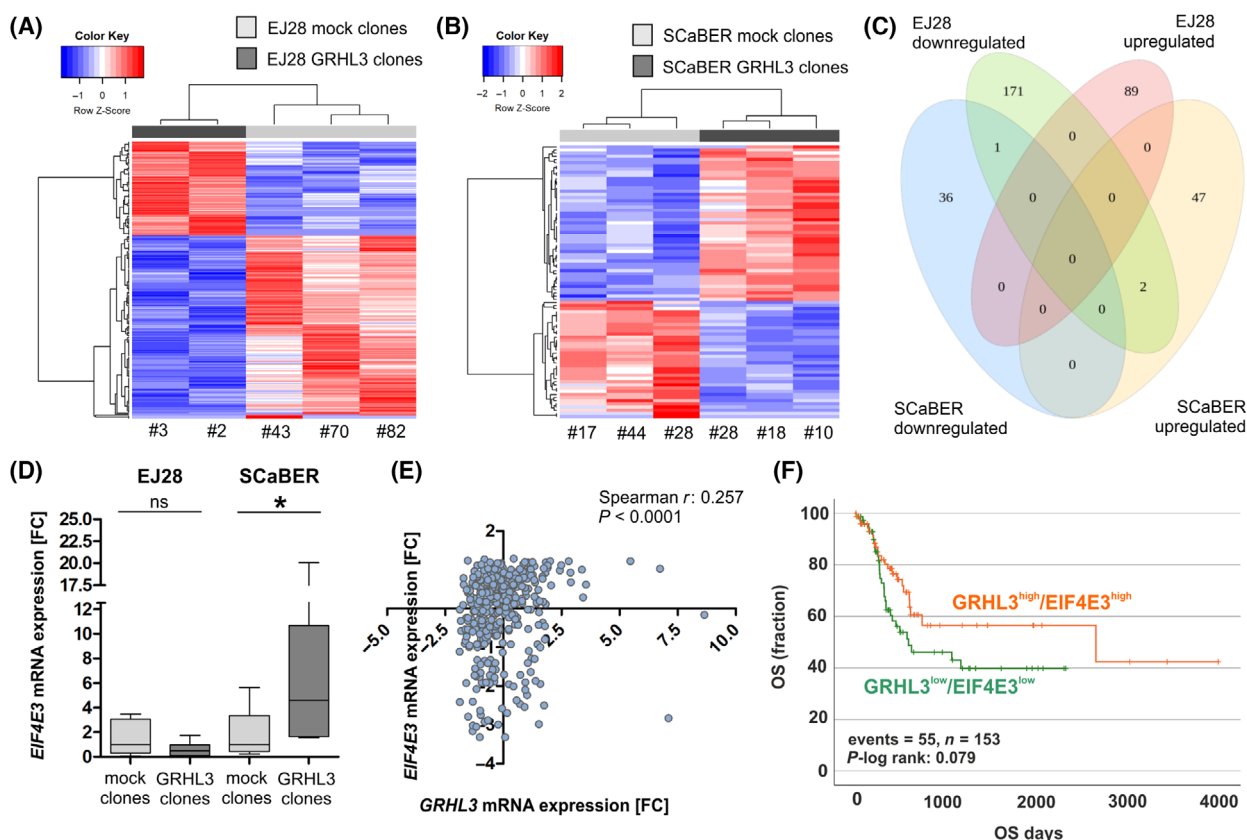 (A)
Color Key
−1 0 1
Row Z-Score
EJ28 mock clones
EJ28 GRHL3 clones
#3 #2 #43 #70 #82
(B)
Color Key
−2 −1 0 1 2
Row Z-Score
SCaBER mock clones
SCaBER GRHL3 clones
#17 #44 #28 #28 #18 #10
(C)
EJ28
downregulated
EJ28
upregulated
171
89
1
0
0
36
0
0
47
0
0
2
0
0
0
SCaBER
downregulated
SCaBER
upregulated
(D)
EJ28 SCaBER
ns *
EIF4E3 mRNA expression [FC]
25.0
22.5
20.0
17.5
12
10
8
6
4
2
0
mock
clones
GRHL3
clones
mock
clones
GRHL3
clones
(E)
Spearman r: 0.257
P < 0.0001
EIF4E3 mRNA expression [FC]
2
−5.0 −2.5 2.5 5.0 7.5 10.0
−1
−2
−3
−4
GRHL3 mRNA expression [FC]
(F)
OS (fraction)
100
80
60
40
20
0
GRHL3high/EIF4E3high
GRHL3low/EIF4E3low
events = 55, n = 153
P-log rank: 0.079
0 1000 2000 3000 4000
OS days